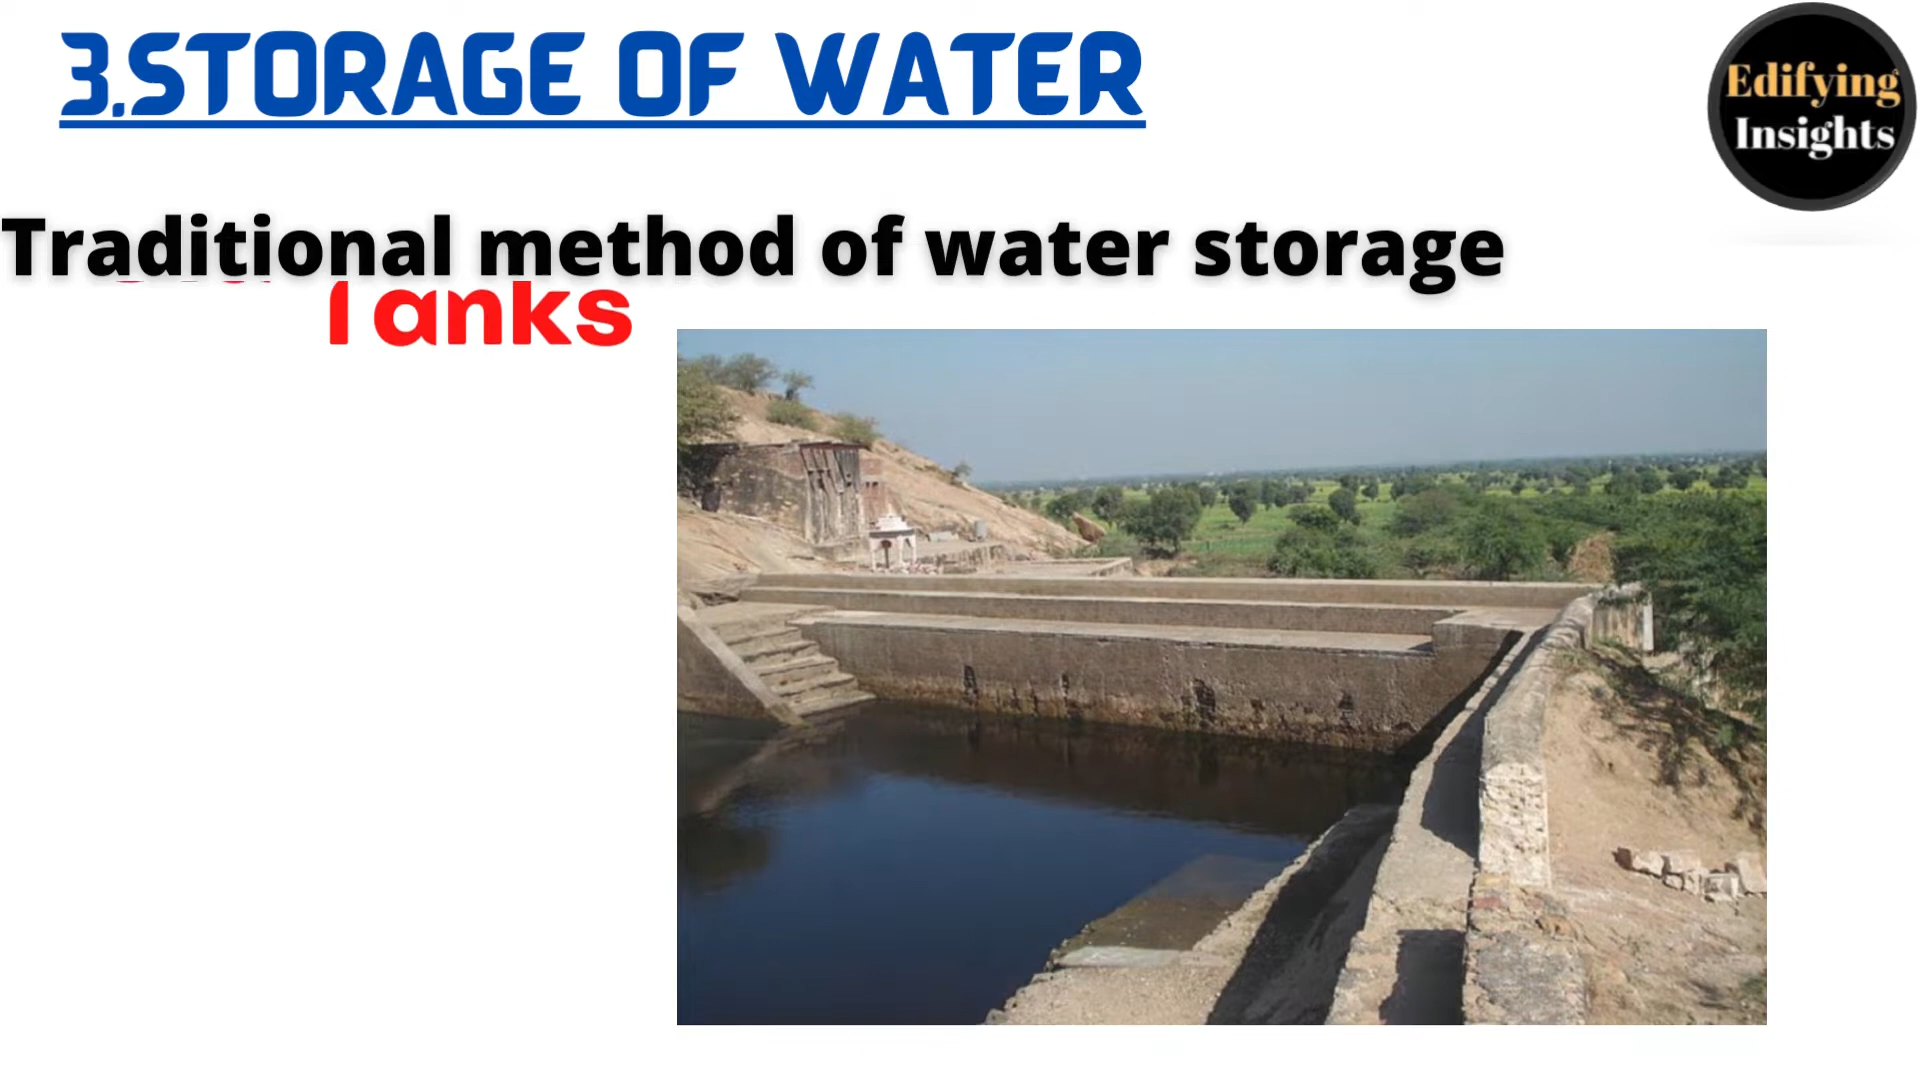 3.STORAGE OF WATER
Edifying
Insights
Traditional method of water storage
Tanks